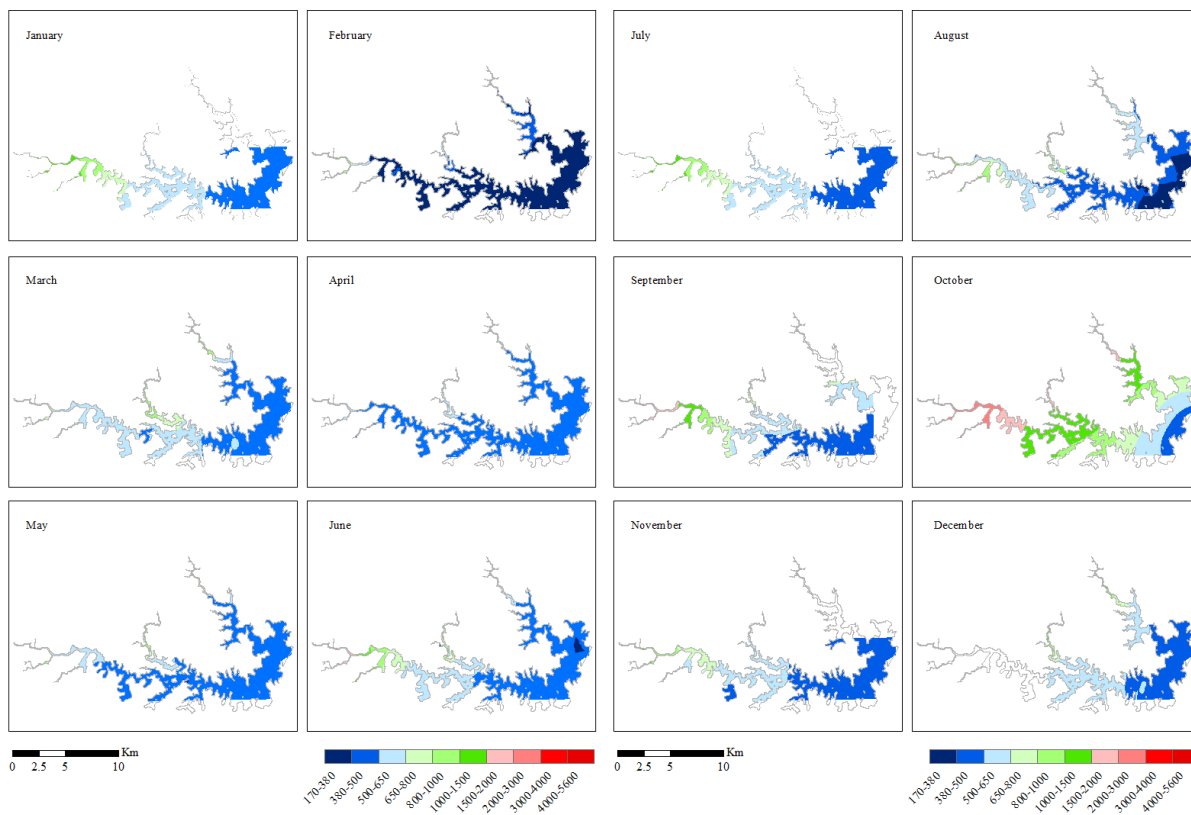 January
February
July
August
March
April
September
October
May
June
November
December
Km
0 2.5 5 10
170-380
380-500
500-650
650-800
800-1000
1000-1500
1500-2000
2000-3000
3000-4000
4000-5600
Km
0 2.5 5 10
170-380
380-500
500-650
650-800
800-1000
1000-1500
1500-2000
2000-3000
3000-4000
4000-5600